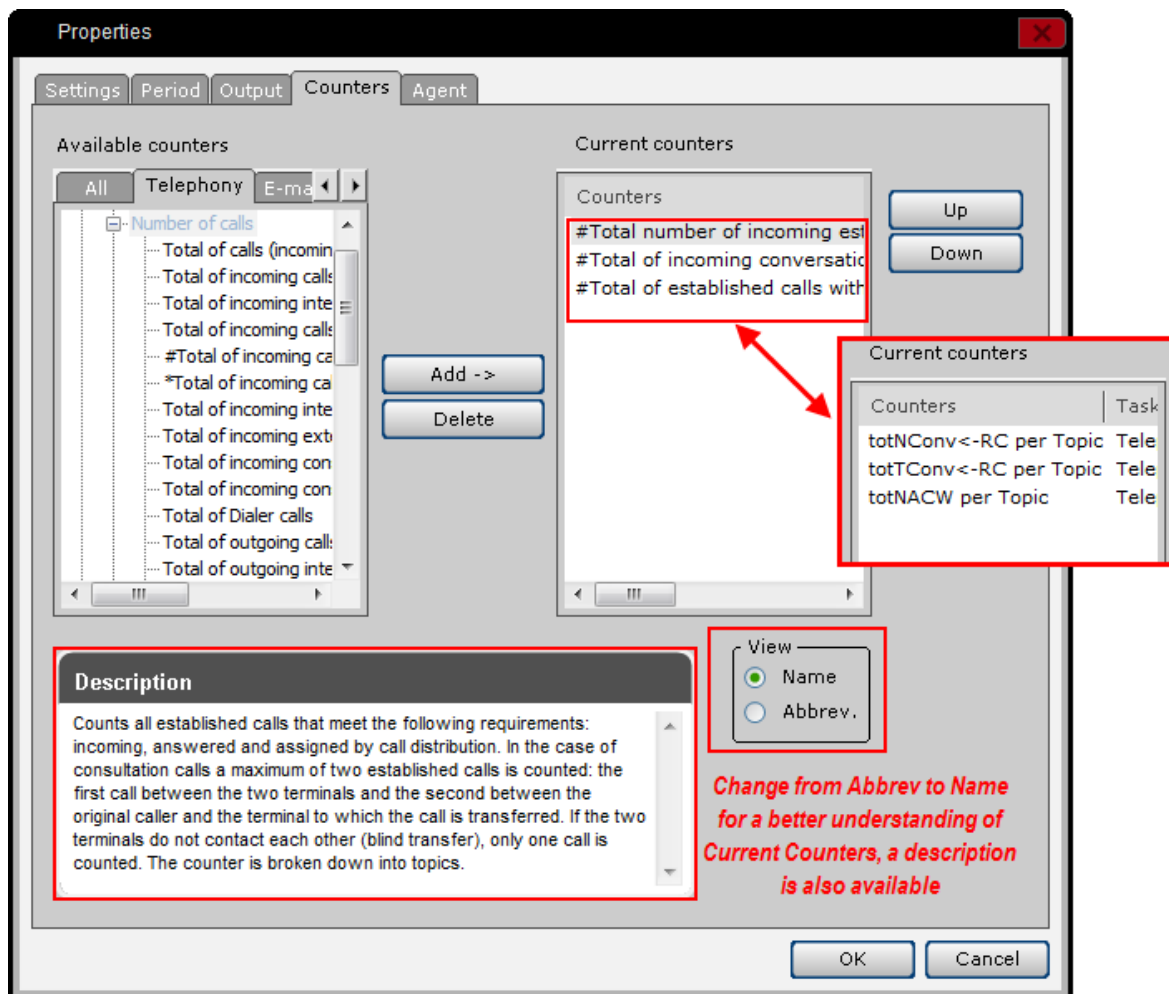 Properties
Settings Period Output Counters Agent
Available counters
All Telephony E-ma
Number of calls
Total of calls (incomin
Total of incoming calls
Total of incoming inte
Total of incoming calls
#Total of incoming ca
*Total of incoming cal
Total of incoming inte
Total of incoming exte
Total of incoming con
Total of incoming con
Total of Dialer calls
Total of outgoing calls
Total of outgoing inte
Add ->
Delete
Current counters
Counters
#Total number of incoming est
#Total of incoming conversatic
#Total of established calls with
Up
Down
Current counters
Counters Task
totNConv<-RC per Topic Tele
totTConv<-RC per Topic Tele
totNACW per Topic Tele
Description
Counts all established calls that meet the following requirements:
incoming, answered and assigned by call distribution. In the case of
consultation calls a maximum of two established calls is counted: the
first call between the two terminals and the second between the
original caller and the terminal to which the call is transferred. If the two
terminals do not contact each other (blind transfer), only one call is
counted. The counter is broken down into topics.
View
Name
Abbrev.
Change from Abbrev to Name
for a better understanding of
Current Counters, a description
is also available
OK Cancel